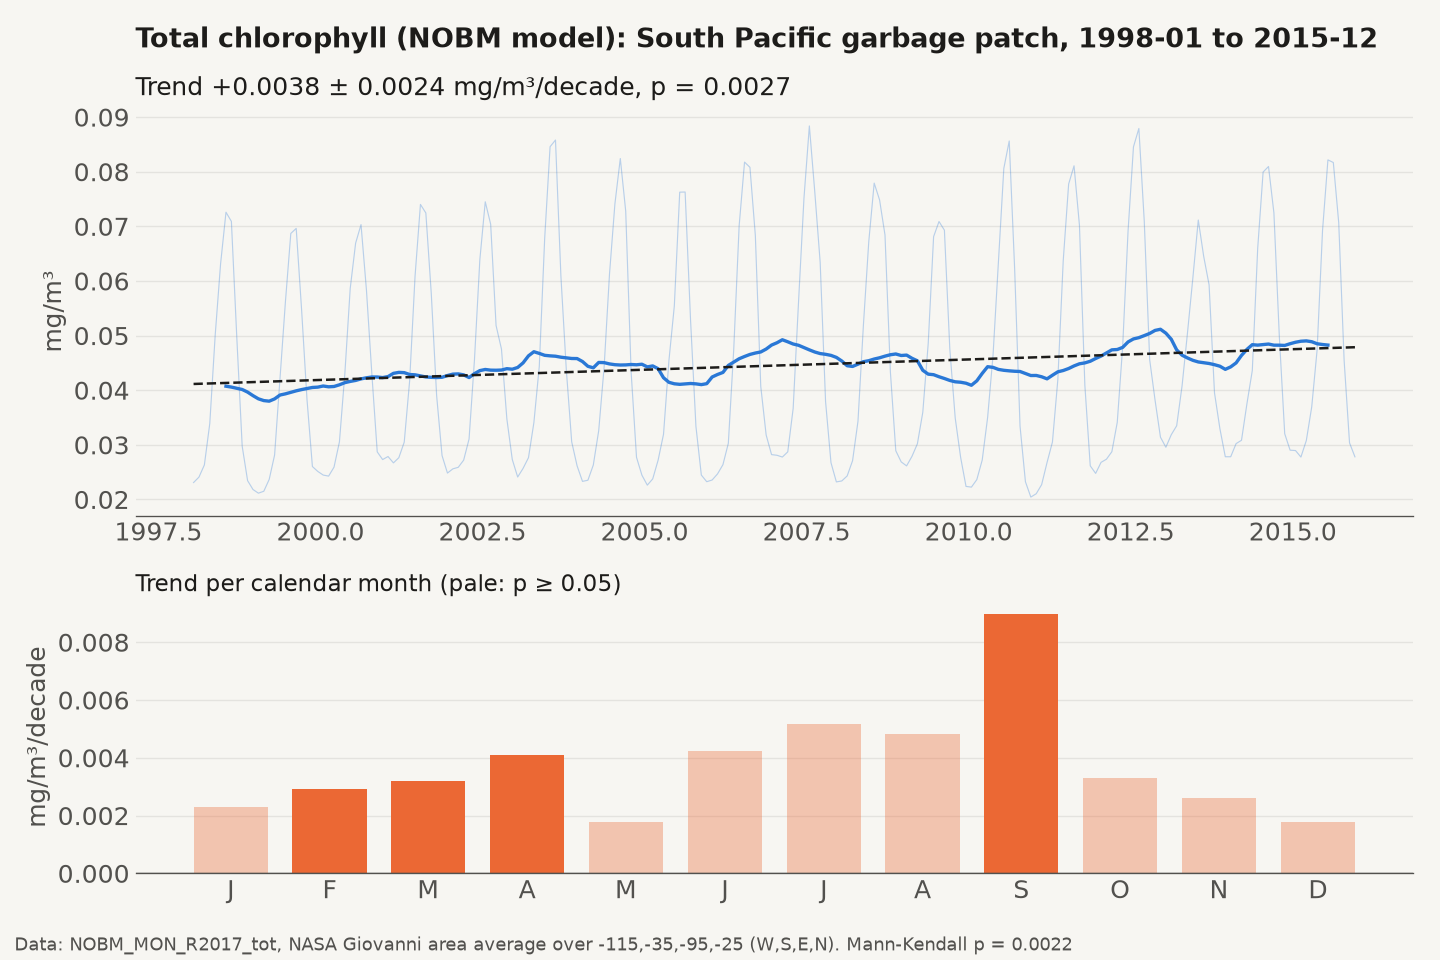 Total chlorophyll (NOBM model): South Pacific garbage patch, 1998-01 to 2015-12
Trend +0.0038 ± 0.0024 mg/m³/decade, p = 0.0027
mg/m³
0.09
0.08
0.07
0.06
0.05
0.04
0.03
0.02
1997.5 2000.0 2002.5 2005.0 2007.5 2010.0 2012.5 2015.0
Trend per calendar month (pale: p ≥ 0.05)
mg/m³/decade
0.008
0.006
0.004
0.002
0.000
J F M A M J J A S O N D
Data: NOBM_MON_R2017_tot, NASA Giovanni area average over -115,-35,-95,-25 (W,S,E,N). Mann-Kendall p = 0.0022